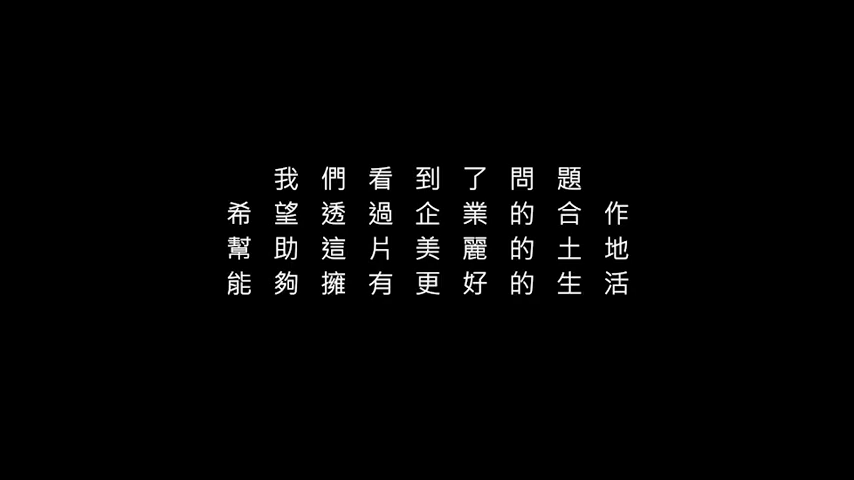 我們看到了問題
希望透過企業的合作
幫助這片美麗的土地
能夠擁有更好的生活